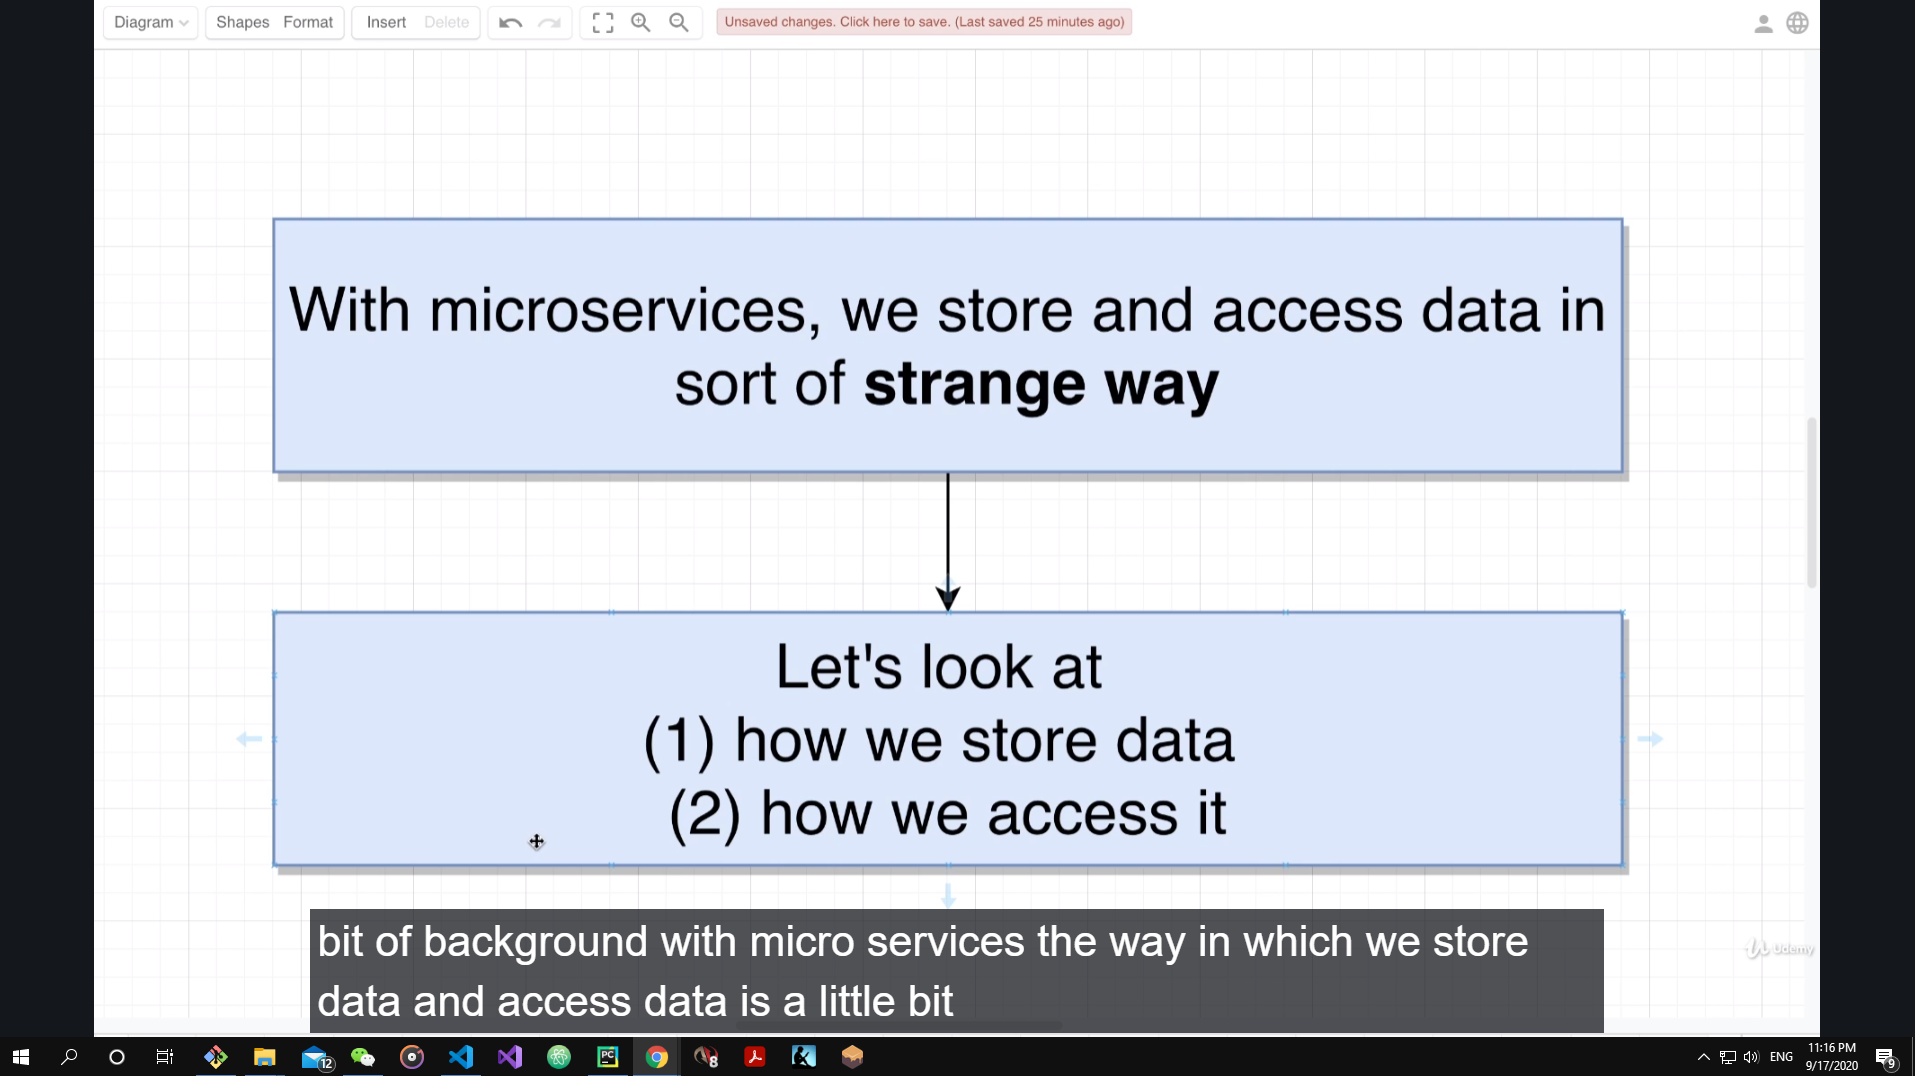 Diagram
Shapes
Format
Insert
Delete
Unsaved changes. Click here to save. (Last saved 25 minutes ago)
With microservices, we store and access data in
sort of strange way
Let's look at
(1) how we store data
(2) how we access it
bit of background with micro services the way in which we store
data and access data is a little bit
Udemy
12
PC
8
ENG
11:16 PM
9/17/2020
9